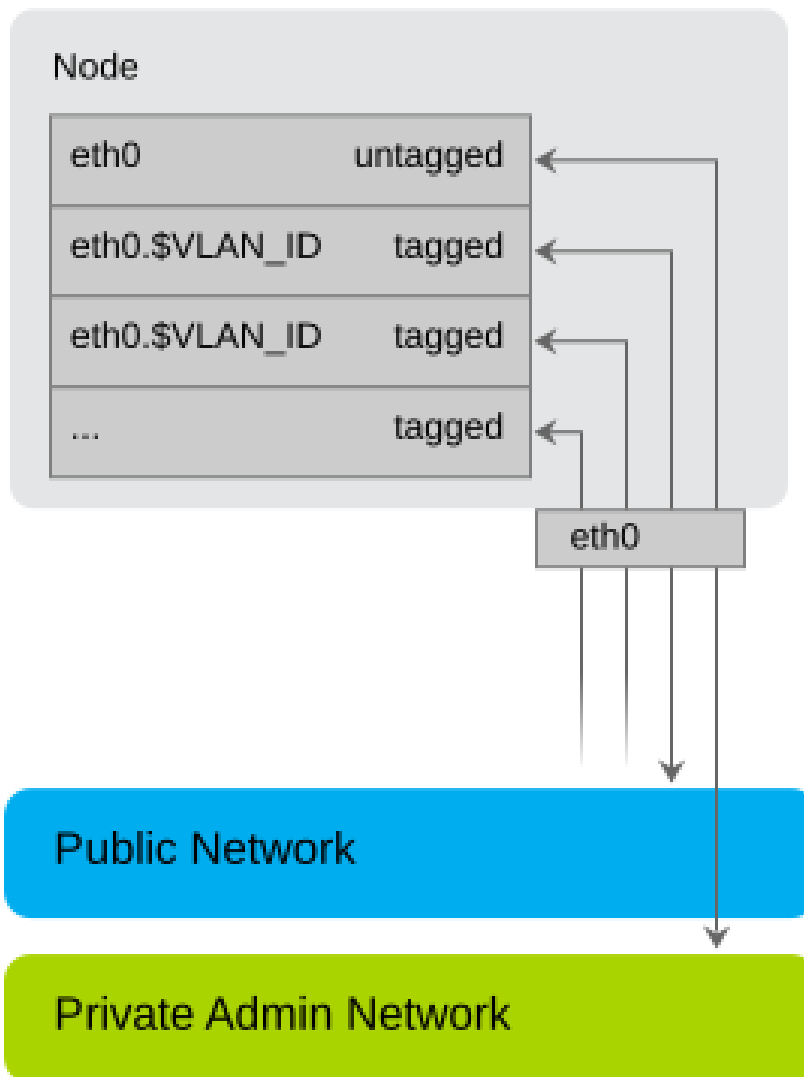 Node
eth0 untagged
eth0.$VLAN_ID tagged
eth0.$VLAN_ID tagged
... tagged
eth0
Public Network
Private Admin Network